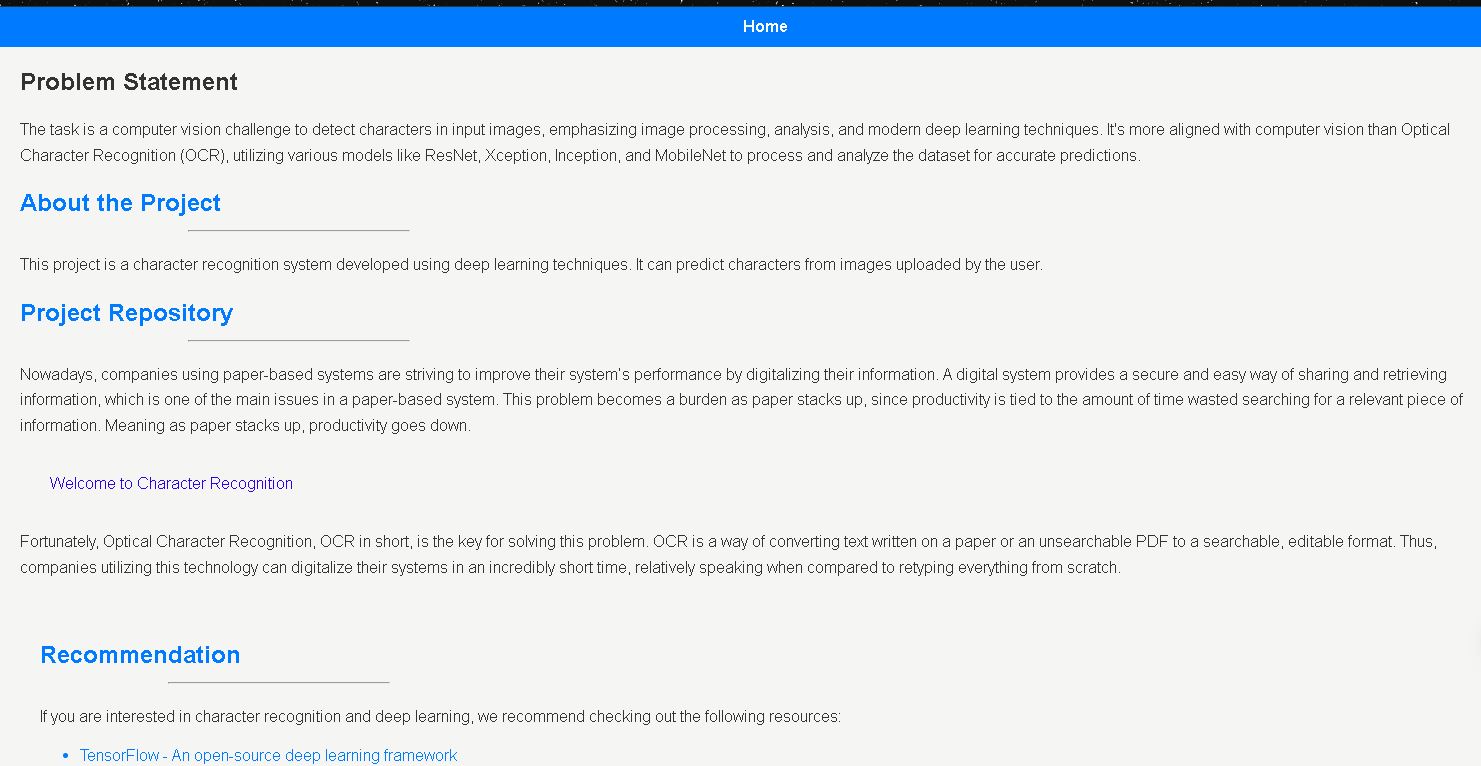 Home
Problem Statement
The task is a computer vision challenge to detect characters in input images, emphasizing image processing, analysis, and modern deep learning techniques. It's more aligned with computer vision than Optical
Character Recognition (OCR), utilizing various models like ResNet, Xception, Inception, and MobileNet to process and analyze the dataset for accurate predictions.
About the Project
This project is a character recognition system developed using deep learning techniques. It can predict characters from images uploaded by the user.
Project Repository
Nowadays, companies using paper-based systems are striving to improve their system's performance by digitalizing their information. A digital system provides a secure and easy way of sharing and retrieving
information, which is one of the main issues in a paper-based system. This problem becomes a burden as paper stacks up, since productivity is tied to the amount of time wasted searching for a relevant piece of
information. Meaning as paper stacks up, productivity goes down.
Welcome to Character Recognition
Fortunately, Optical Character Recognition, OCR in short, is the key for solving this problem. OCR is a way of converting text written on a paper or an unsearchable PDF to a searchable, editable format. Thus,
companies utilizing this technology can digitalize their systems in an incredibly short time, relatively speaking when compared to retyping everything from scratch.
Recommendation
If you are interested in character recognition and deep learning, we recommend checking out the following resources:
• TensorFlow - An open-source deep learning framework